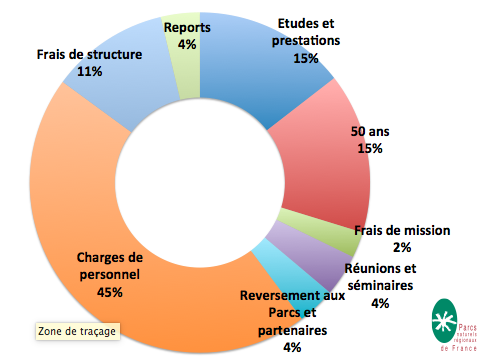 Reports
4%
Etudes et
prestations
15%
Frais de structure
11%
50 ans
15%
Frais de mission
2%
Réunions et
séminaires
4%
Charges de
personnel
45%
Reversement aux
Parcs et
partenaires
4%
Zone de traçage
Parcs
naturels
régionaux
de France